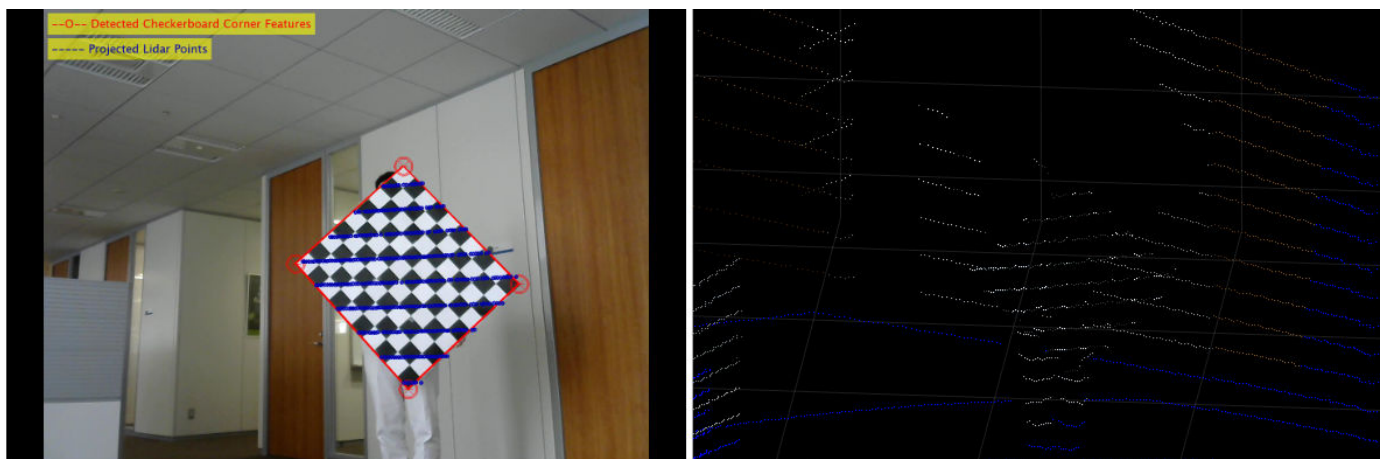 --O-- Detected Checkerboard Corner Features
----- Projected Lidar Points